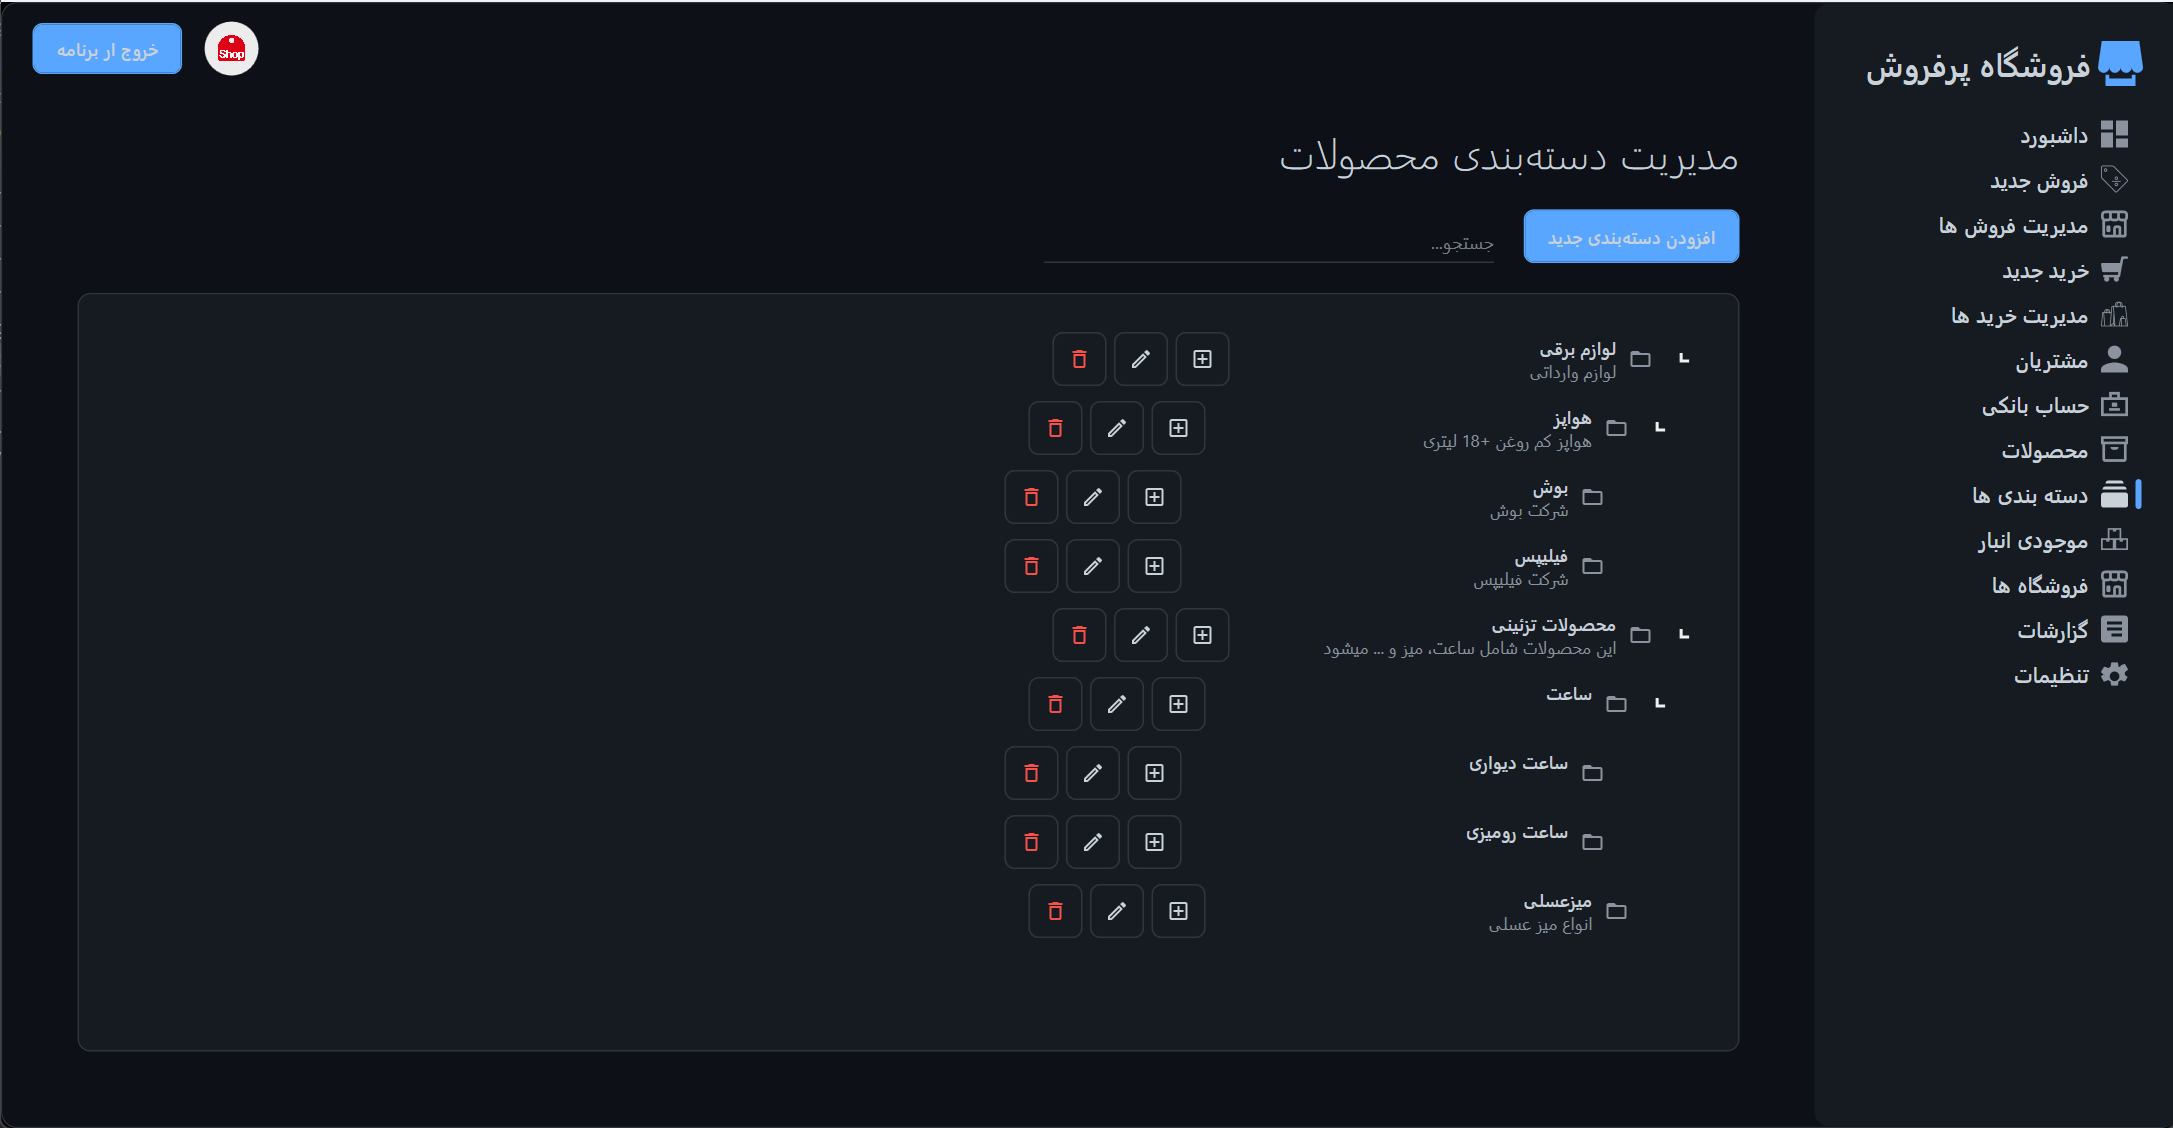 فروشگاه پرفروش
داشبورد
فروش جدید
مدیریت فروش ها
خرید جدید
مدیریت خرید ها
مشتریان
حساب بانکی
محصولات
دسته بندی ها
موجودی انبار
فروشگاه ها
گزارشات
تنظیمات
Shop
خروج ار برنامه
مدیریت دسته‌بندی محصولات
افزودن دسته‌بندی جدید
جستجو...
لوازم برقی
لوازم وارداتی
هواپز
هواپز کم روغن +18 لیتری
بوش
شرکت بوش
فیلیپس
شرکت فیلیپس
محصولات تزئینی
این محصولات شامل ساعت، میز و ... میشود
ساعت
ساعت دیواری
ساعت رومیزی
میزعسلی
انواع میز عسلی